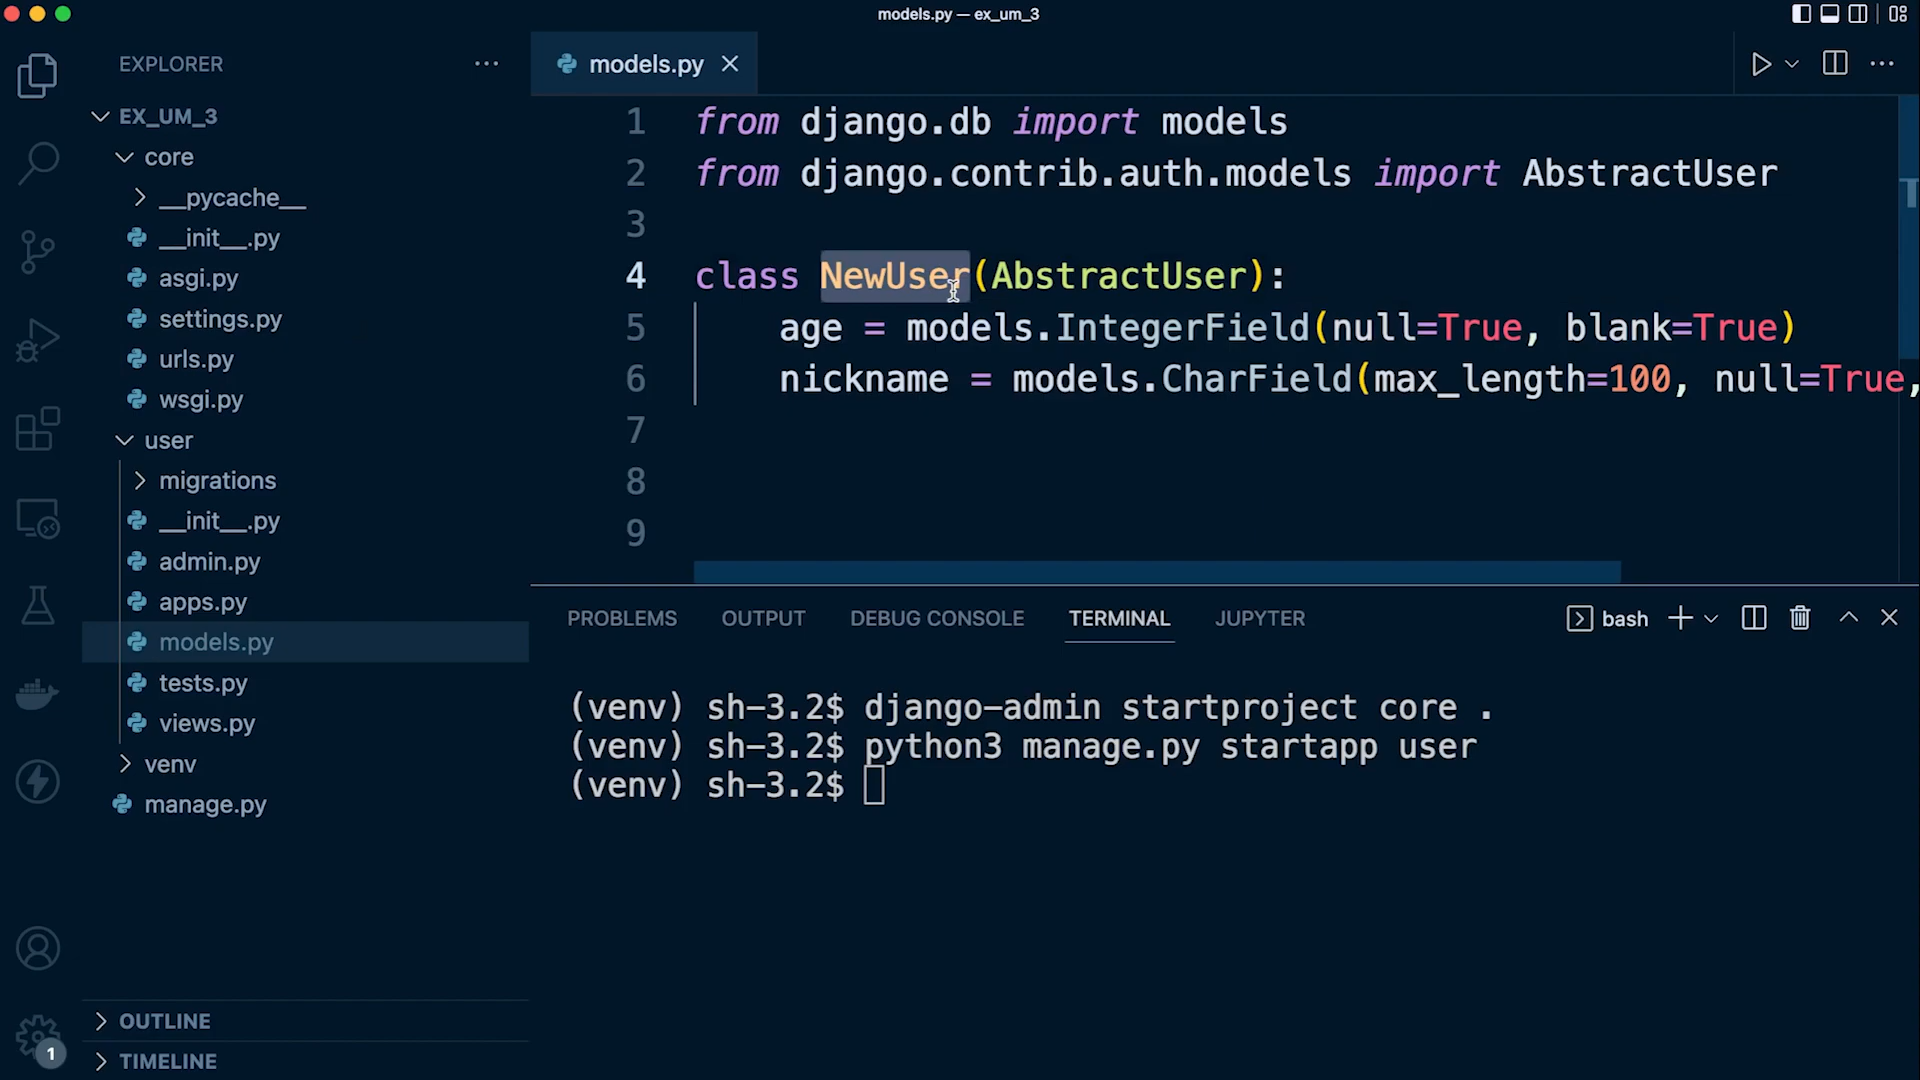 models.py — ex_um_3
EXPLORER
EX_UM_3
core
__pycache__
__init__.py
asgi.py
settings.py
urls.py
wsgi.py
user
migrations
__init__.py
admin.py
apps.py
models.py
tests.py
views.py
venv
manage.py
OUTLINE
TIMELINE
1
models.py
1 from django.db import models
2 from django.contrib.auth.models import AbstractUser
3
4 class NewUser(AbstractUser):
5 age = models.IntegerField(null=True, blank=True)
6 nickname = models.CharField(max_length=100, null=True,
7
8
9
PROBLEMS OUTPUT DEBUG CONSOLE TERMINAL JUPYTER bash
(venv) sh-3.2$ django-admin startproject core .
(venv) sh-3.2$ python3 manage.py startapp user
(venv) sh-3.2$